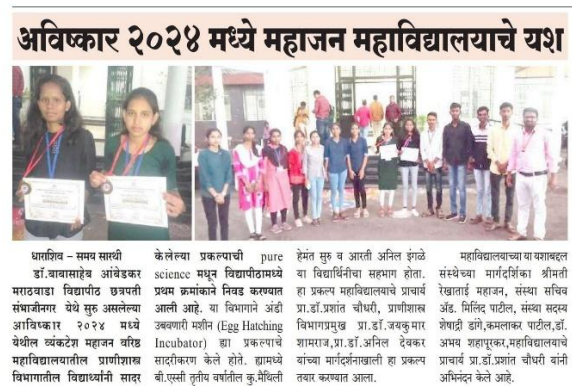 अविष्कार २०२४ मध्ये महाजन महाविद्यालयाचे यश
धाराशिव – समय सारथी
डॉ.बाबासाहेब आंबेडकर
मराठवाडा विद्यापीठ छत्रपती
संभाजीनगर येथे सुरु असलेल्या
आविष्कार २०२४ मध्ये
येथील व्यंकटेश महाजन वरिष्ठ
महाविद्यालयातील प्राणीशास्त्र
विभागातील विद्यार्थ्यांनी सादर
केलेल्या प्रकल्पाची pure
science मधून विद्यापीठामध्ये
प्रथम क्रमांकाने निवड करण्यात
आली आहे. या विभागाने अंडी
उबवणारी मशीन (Egg Hatching
Incubator) ह्या प्रकल्पाचे
सादरीकरण केले होते. ह्यामध्ये
बी.एस्सी तृतीय वर्षातील कु.मैथिली
हेमंत सुरु व आरती अनिल इंगळे
या विद्यार्थिनीचा सहभाग होता.
हा प्रकल्प महाविद्यालयाचे प्राचार्य
प्रा.डॉ.प्रशांत चौधरी, प्राणीशास्त्र
विभागप्रमुख प्रा.डॉ.जयकुमार
शामराज,प्रा.डॉ.अनिल देवकर
यांच्या मार्गदर्शनाखाली हा प्रकल्प
तयार करण्यात आला.
महाविद्यालयाच्या या यशाबद्दल
संस्थेच्या मार्गदर्शिका श्रीमती
रेखाताई महाजन, संस्था सचिव
अॅड. मिलिंद पाटील, संस्था सदस्य
शेषाद्री डांगे,कमलाकर पाटील,डॉ.
अभय शहापूरकर,महाविद्यालयाचे
प्राचार्य प्रा.डॉ.प्रशांत चौधरी यांनी
अभिनंदन केले आहे.